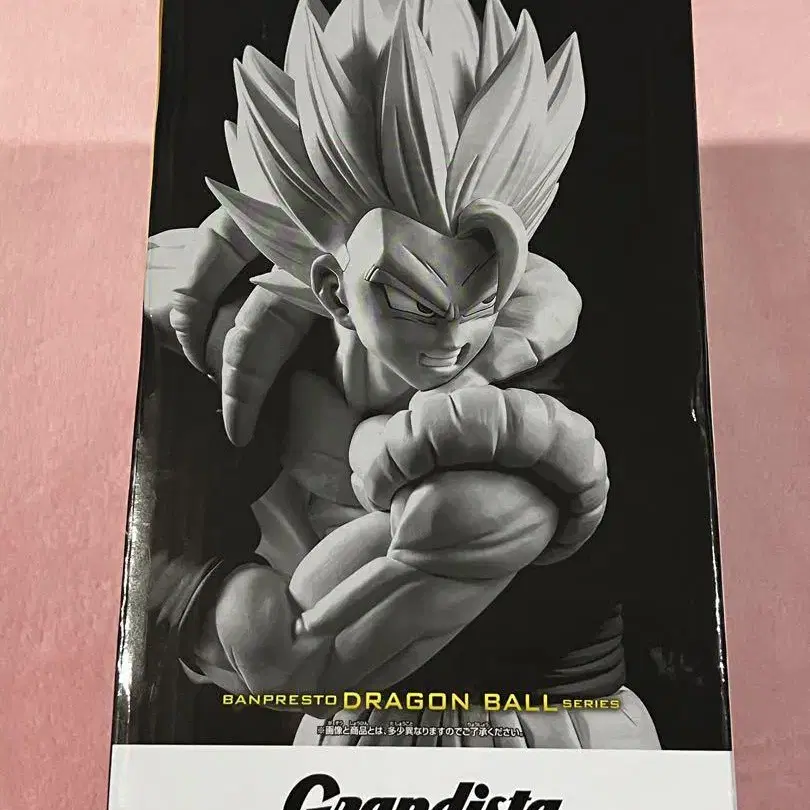 BANPRESTO DRAGON BALL SERIES
※画像と商品とは、多少異なりますのでご了承ください。
Grandista